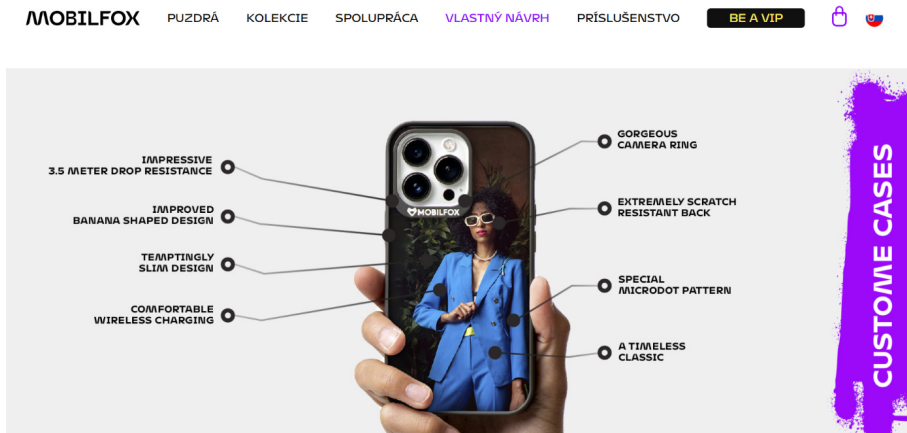 MOBILFOX
PUZDRÁ
KOLEKCIE
SPOLUPRÁCA
VLASTNÝ NÁVRH
PRÍSLUŠENSTVO
BE A VIP
IMPRESSIVE
3.5 METER DROP RESISTANCE
IMPROVED
BANANA SHAPED DESIGN
TEMPTINGLY
SLIM DESIGN
COMFORTABLE
WIRELESS CHARGING
MOBILFOX
GORGEOUS
CAMERA RING
EXTREMELY SCRATCH
RESISTANT BACK
SPECIAL
MICRODOT PATTERN
A TIMELESS
CLASSIC
CUSTOME CASES